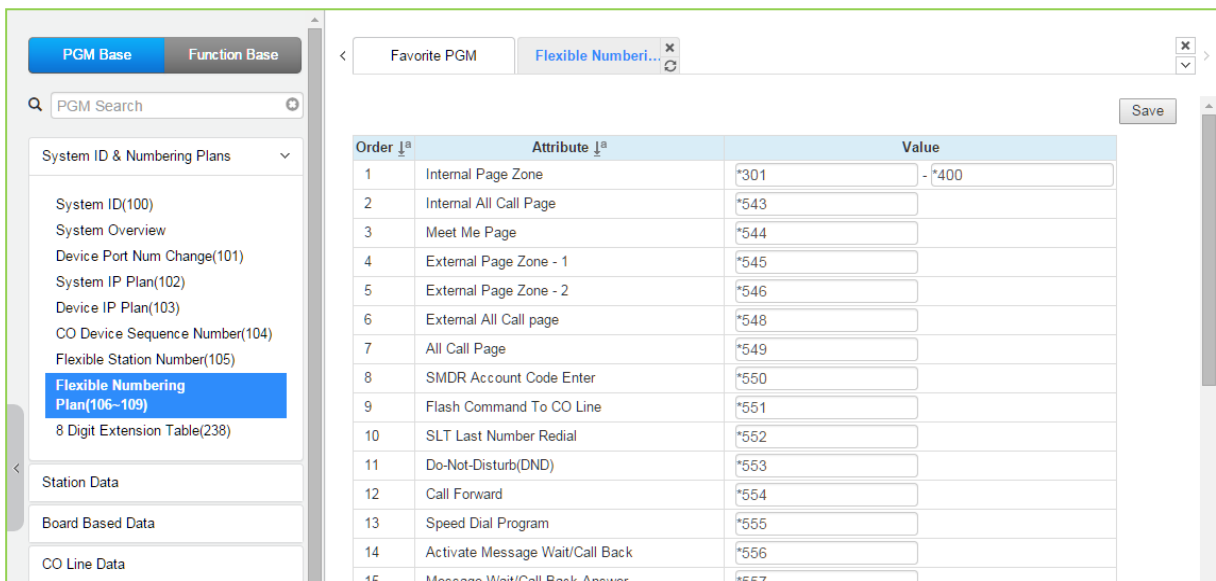 PGM Base
Function Base
PGM Search
System ID & Numbering Plans
System ID(100)
System Overview
Device Port Num Change(101)
System IP Plan(102)
Device IP Plan(103)
CO Device Sequence Number(104)
Flexible Station Number(105)
Flexible Numbering
Plan(106~109)
8 Digit Extension Table(238)
Station Data
Board Based Data
CO Line Data
Favorite PGM
Flexible Numberi...
Save
Order Attribute Value
1 Internal Page Zone *301 - *400
2 Internal All Call Page *543
3 Meet Me Page *544
4 External Page Zone - 1 *545
5 External Page Zone - 2 *546
6 External All Call page *548
7 All Call Page *549
8 SMDR Account Code Enter *550
9 Flash Command To CO Line *551
10 SLT Last Number Redial *552
11 Do-Not-Disturb(DND) *553
12 Call Forward *554
13 Speed Dial Program *555
14 Activate Message Wait/Call Back *556
15 Message Wait/Call Back Answer *557